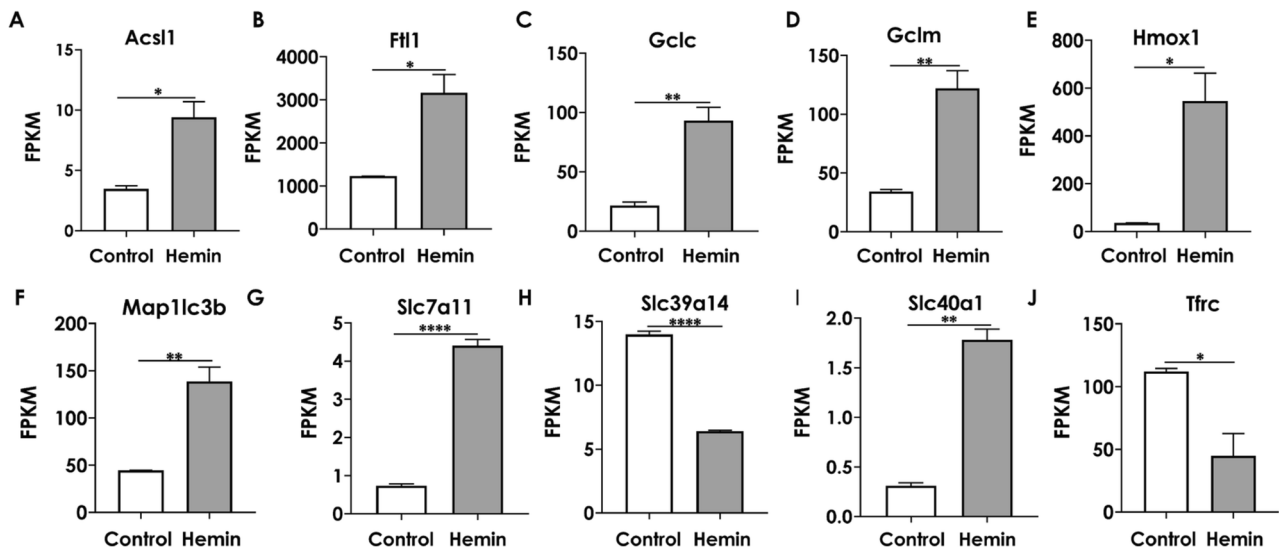 A
Acsl1
FPKM
15
10
5
0
*
Control Hemin
B
Ftl1
FPKM
4000
3000
2000
1000
0
*
Control Hemin
C
Gclc
FPKM
150
100
50
0
**
Control Hemin
D
Gclm
FPKM
150
100
50
0
**
Control Hemin
E
Hmox1
FPKM
800
600
400
200
0
*
Control Hemin
F
Map1lc3b
FPKM
200
150
100
50
0
**
Control Hemin
G
Slc7a11
FPKM
5
4
3
2
1
0
****
Control Hemin
H
Slc39a14
FPKM
15
10
5
0
****
Control Hemin
I
Slc40a1
FPKM
2.0
1.5
1.0
0.5
0.0
**
Control Hemin
J
Tfrc
FPKM
150
100
50
0
*
Control Hemin